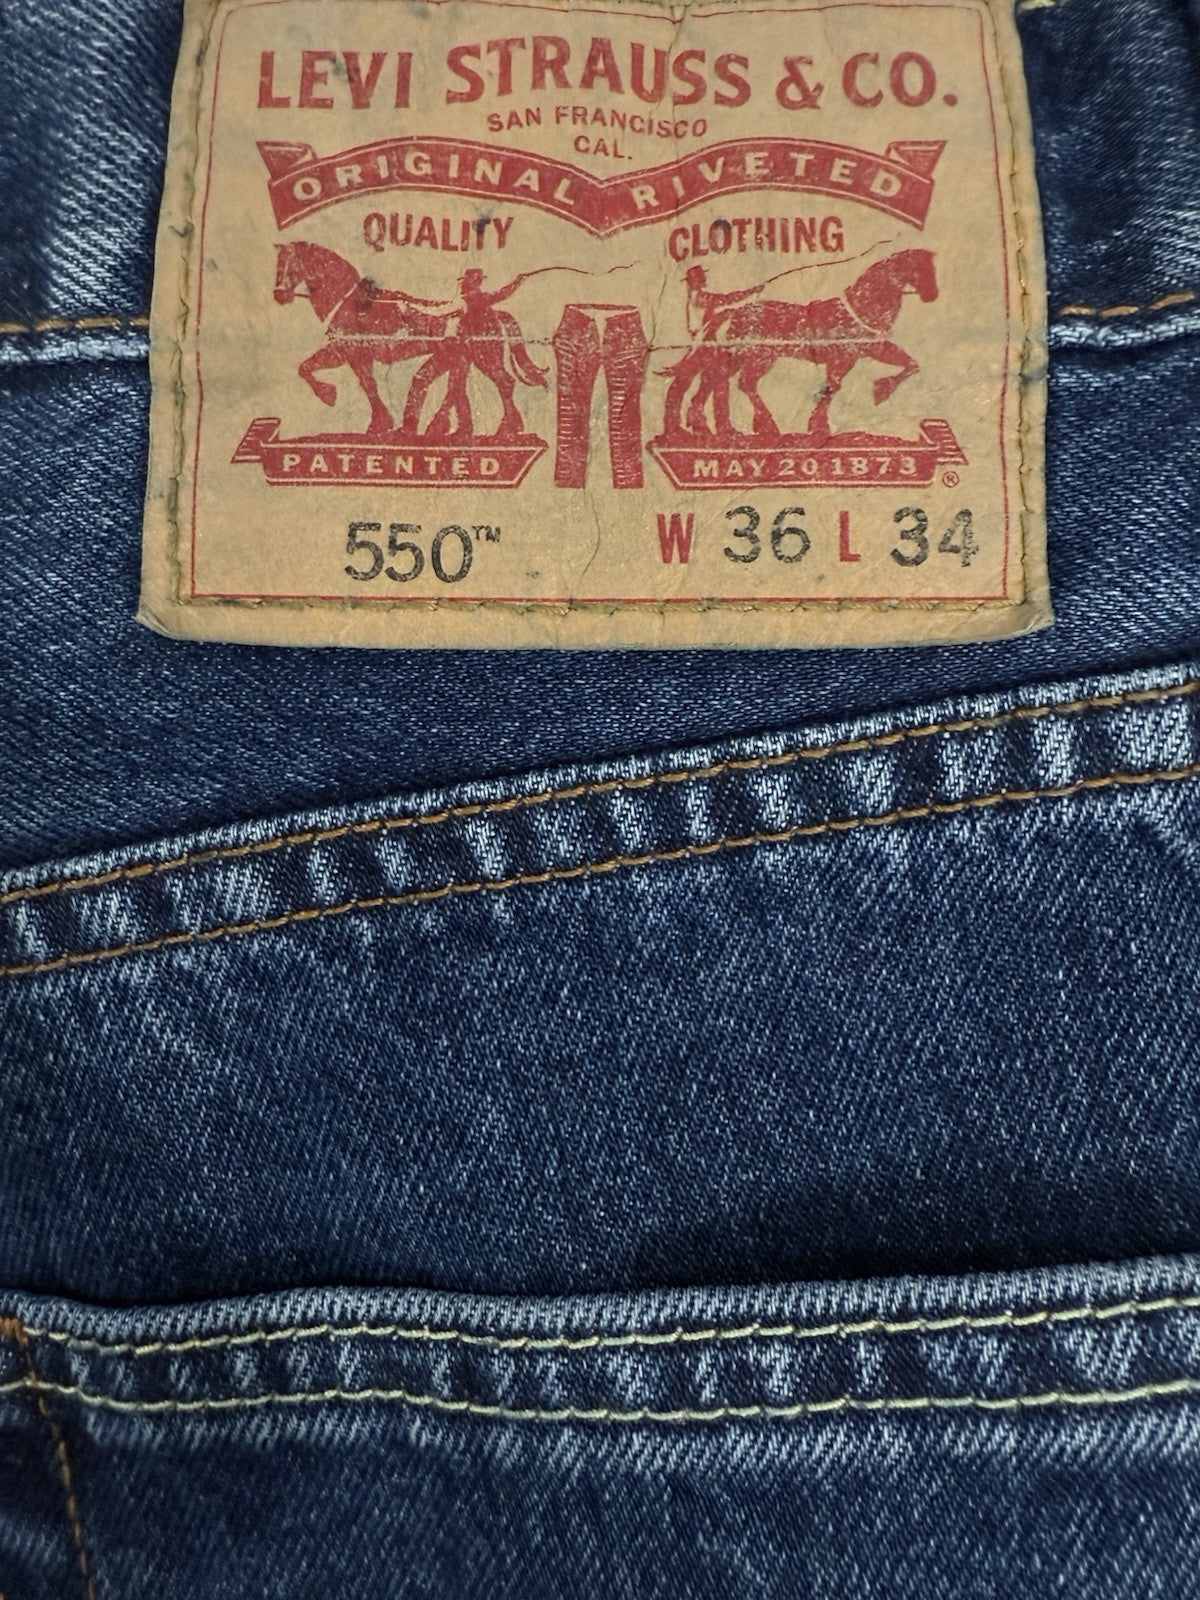 LEVI STRAUSS & CO.
SAN FRANCISCO
CAL.
ORIGINAL RIVETED
QUALITY CLOTHING
PATENTED MAY 20 1873 ®
550™ W 36 L 34